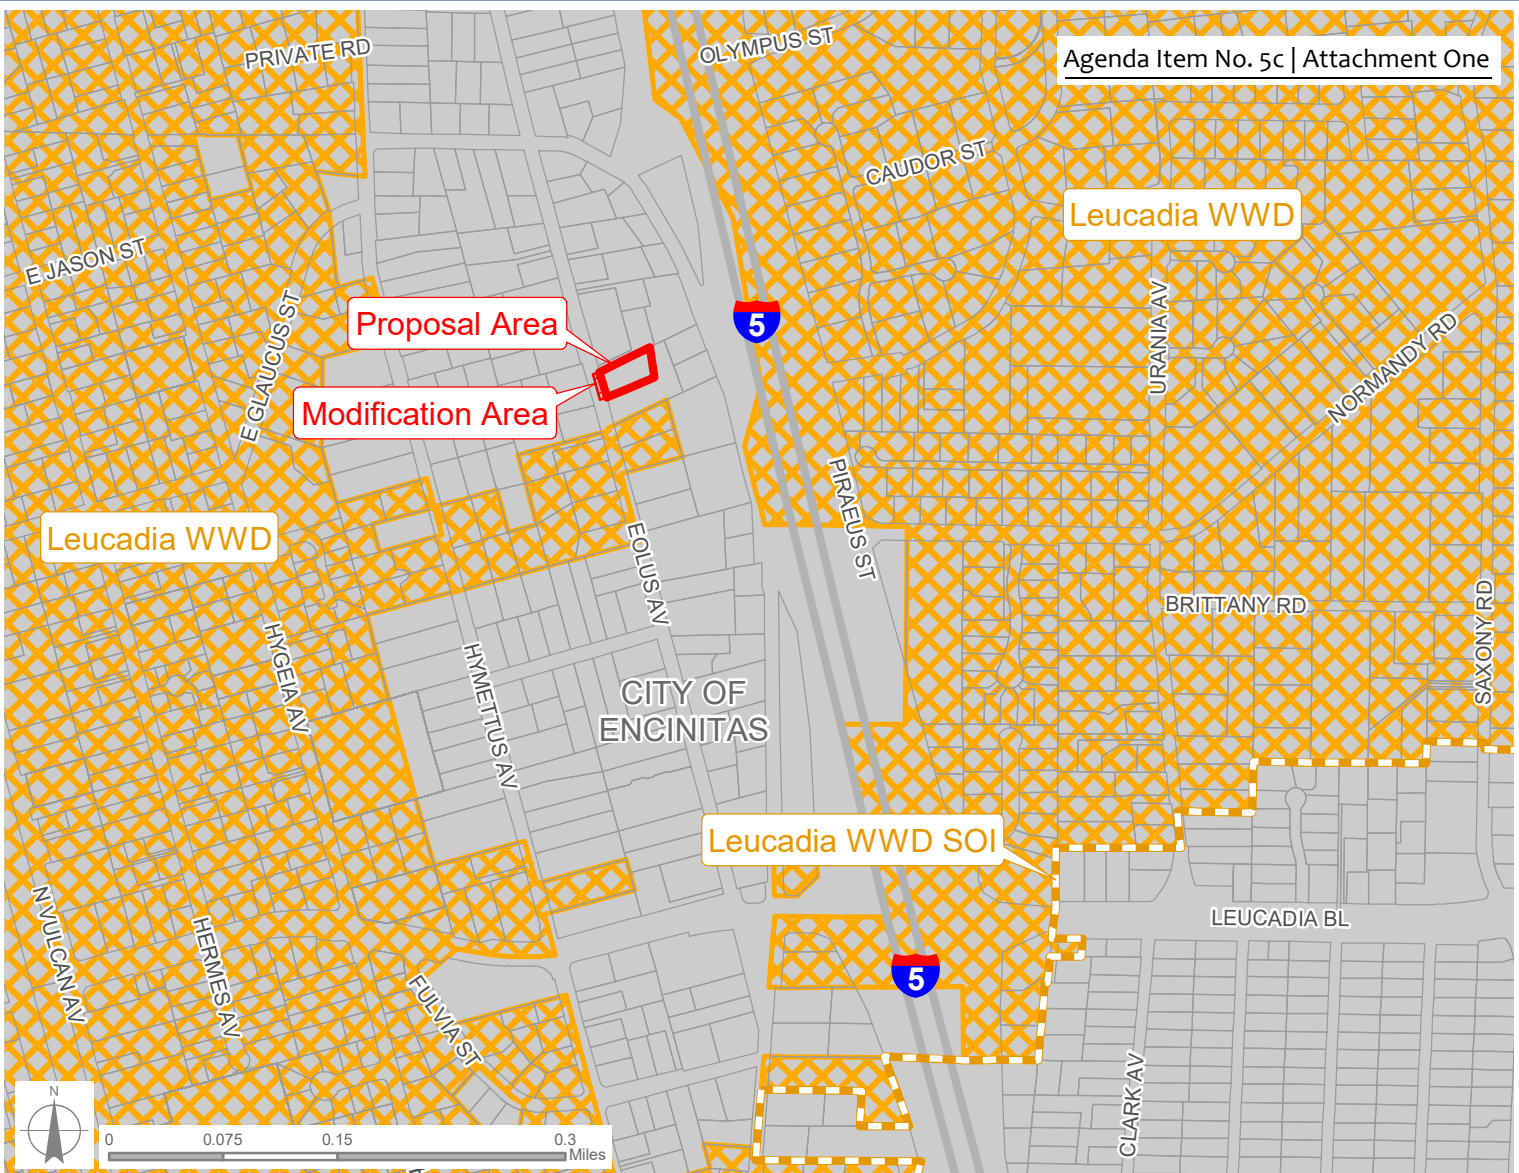 PRIVATE RD
OLYMPUS ST
Agenda Item No. 5c | Attachment One
CAUDOR ST
Leucadia WWD
E JASON ST
E GLAUCUS ST
Proposal Area
5
URANIA AV
NORMANDY RD
Modification Area
Leucadia WWD
PIRAEUS ST
EOLUS AV
BRITTANY RD
SAXONY RD
HYGEIA AV
HYMETTUS AV
CITY OF
ENCINITAS
Leucadia WWD SOI
LEUCADIA BL
N VULCAN AV
HERMES AV
FULVIA ST
5
CLARK AV
N
0 0.075 0.15 0.3
Miles